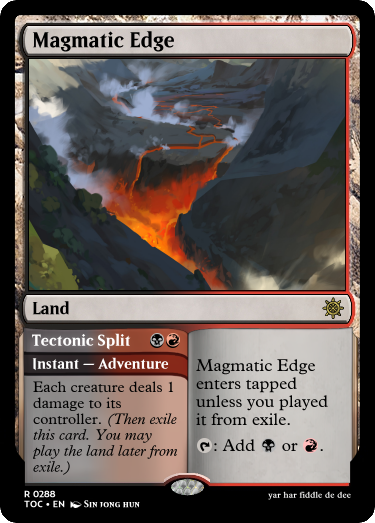 Magmatic Edge
Land
Tectonic Split
Instant — Adventure
Each creature deals 1
damage to its
controller. (Then exile
this card. You may
play the land later from
exile.)
Magmatic Edge
enters tapped
unless you played
it from exile.
: Add or .
R 0288
TOC • EN Sin jong hun
yar har fiddle de dee